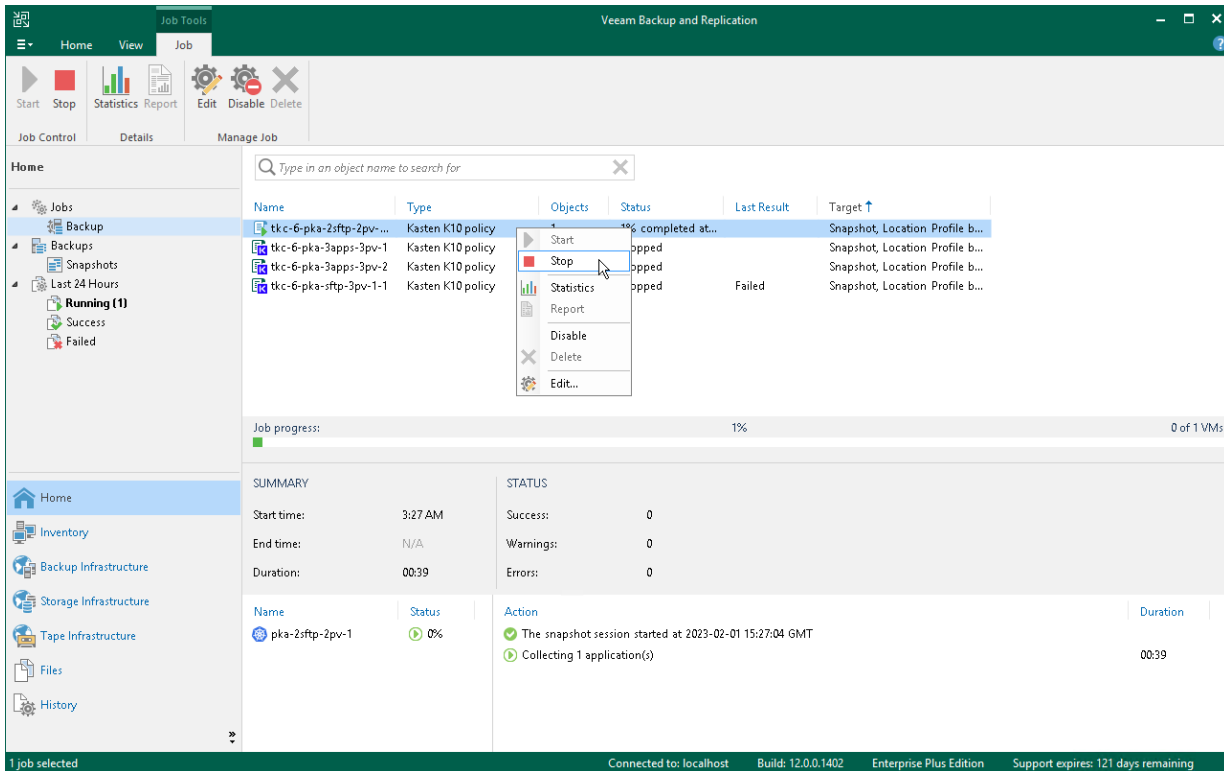 Job Tools
Veeam Backup and Replication
Home View Job
?
Start Stop Statistics Report Edit Disable Delete
Job Control Details Manage Job
Home
Type in an object name to search for
Jobs
Backup
Backups
Snapshots
Last 24 Hours
Running (1)
Success
Failed
Name Type Objects Status Last Result Target
tkc-6-pka-2sftp-2pv-... Kasten K10 policy 1 1% completed at... Snapshot, Location Profile b...
tkc-6-pka-3apps-3pv-1 Kasten K10 policy opped Snapshot, Location Profile b...
tkc-6-pka-3apps-3pv-2 Kasten K10 policy opped Snapshot, Location Profile b...
tkc-6-pka-sftp-3pv-1-1 Kasten K10 policy opped Failed Snapshot, Location Profile b...
Start
Stop
Statistics
Report
Disable
Delete
Edit...
Job progress: 1% 0 of 1 VMs
SUMMARY
Start time: 3:27 AM
End time: N/A
Duration: 00:39
STATUS
Success: 0
Warnings: 0
Errors: 0
Name Status
pka-2sftp-2pv-1 0%
Action Duration
The snapshot session started at 2023-02-01 15:27:04 GMT
Collecting 1 application(s) 00:39
Home
Inventory
Backup Infrastructure
Storage Infrastructure
Tape Infrastructure
Files
History
1 job selected
Connected to: localhost Build: 12.0.0.1402 Enterprise Plus Edition Support expires: 121 days remaining